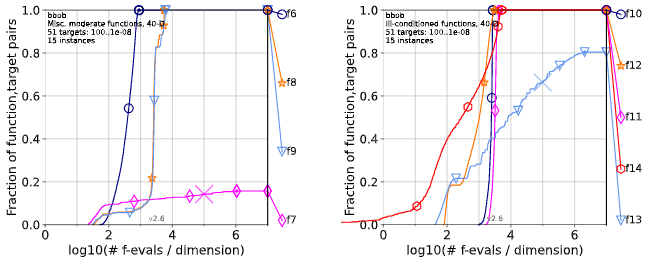 bbob
Misc. moderate functions, 40-D
51 targets: 100..1e-08
15 instances
Fraction of function,target pairs
1.0
0.8
0.6
0.4
0.2
0.0
0
2
4
6
log10(# f-evals / dimension)
v2.6
f6
f8
f9
f7
bbob
Ill-conditioned functions, 40-D
51 targets: 100..1e-08
15 instances
Fraction of function,target pairs
1.0
0.8
0.6
0.4
0.2
0.0
0
2
4
6
log10(# f-evals / dimension)
v2.6
f10
f12
f11
f14
f13